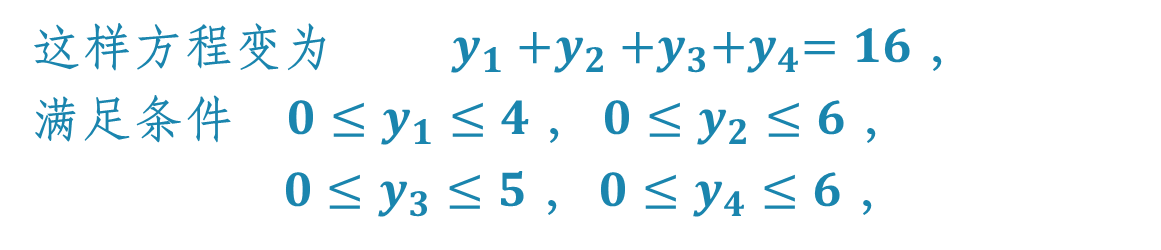 这样方程变为 y₁ +y₂ +y₃+y₄= 16 ,
满足条件 0 ≤ y₁ ≤ 4 , 0 ≤ y₂ ≤ 6 ,
0 ≤ y₃ ≤ 5 , 0 ≤ y₄ ≤ 6 ,